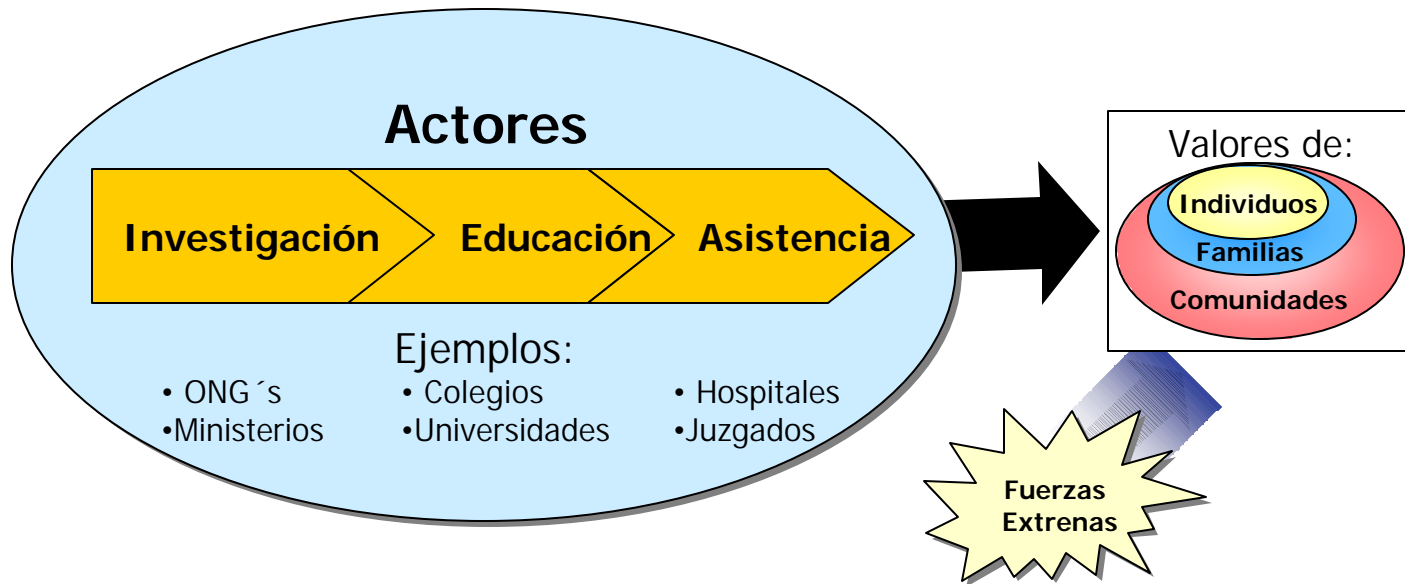 Actores
Investigación Educación Asistencia
Ejemplos:
• ONG ´s • Colegios • Hospitales
•Ministerios •Universidades •Juzgados
Valores de:
Individuos
Familias
Comunidades
Fuerzas
Extrenas